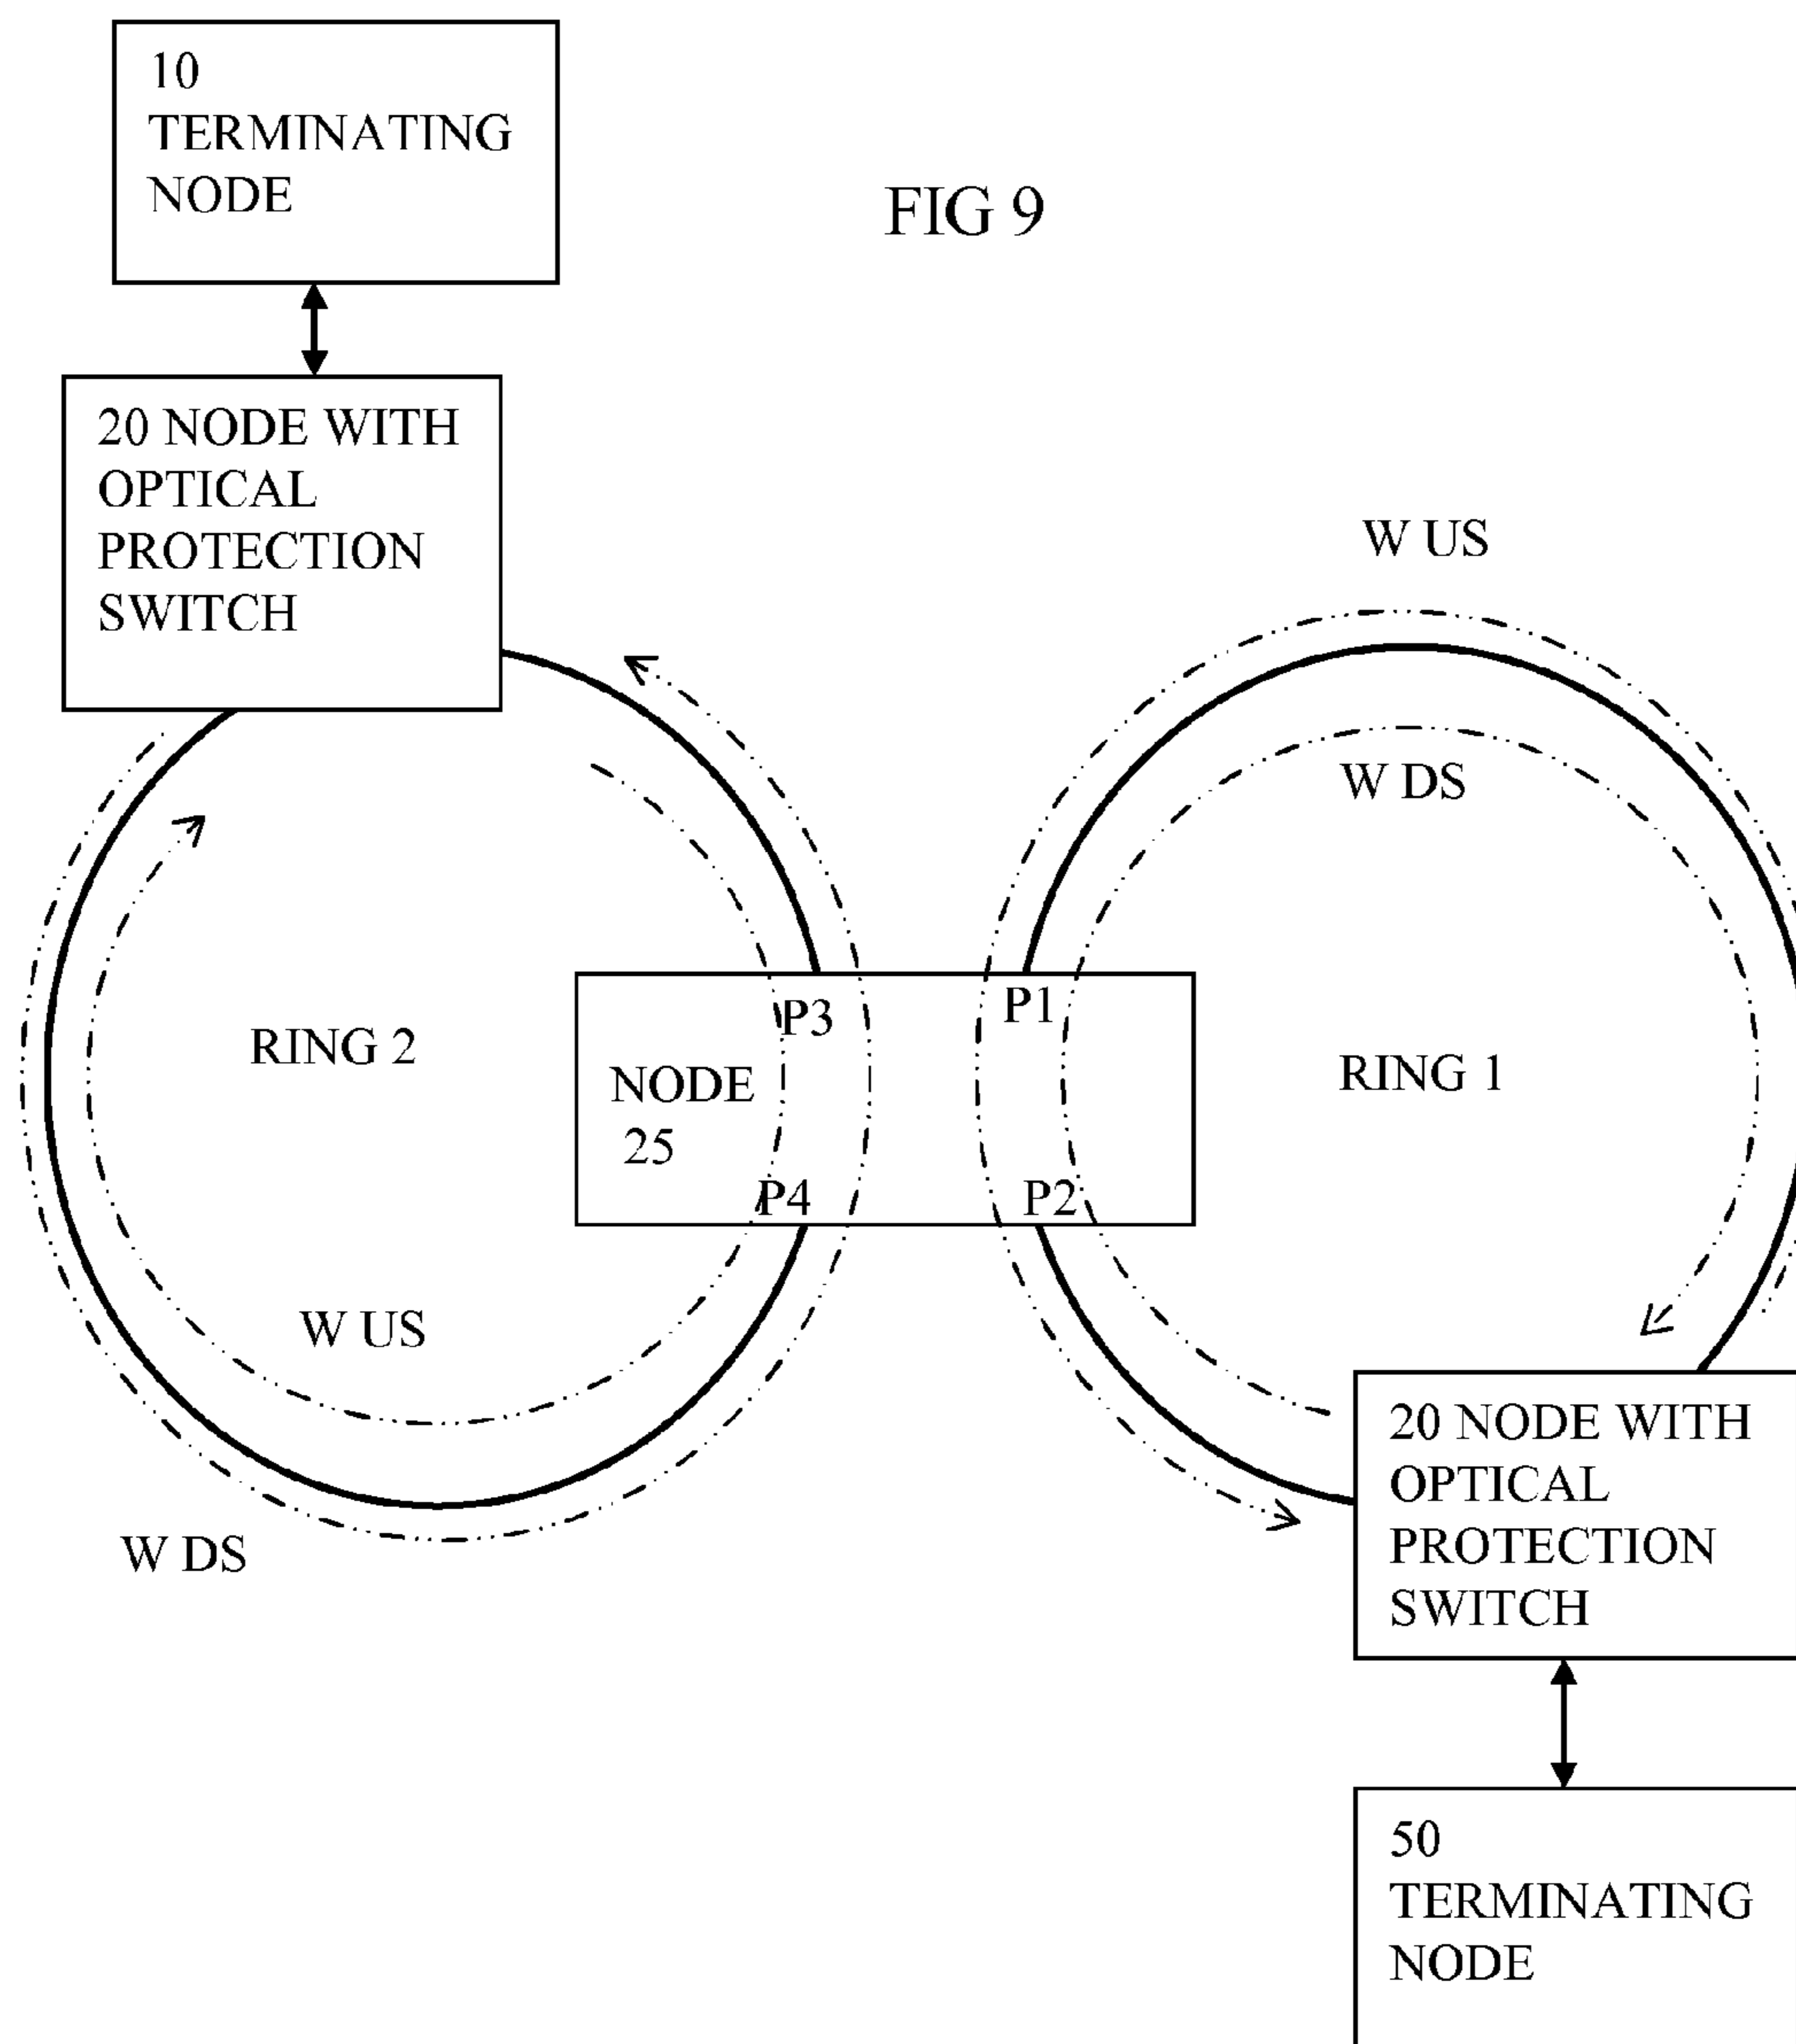 10
TERMINATING
NODE
FIG 9
20 NODE WITH
OPTICAL
PROTECTION
SWITCH
W US
W DS
P3
P1
RING 2
NODE
25
RING 1
P4
P2
W US
W DS
20 NODE WITH
OPTICAL
PROTECTION
SWITCH
50
TERMINATING
NODE